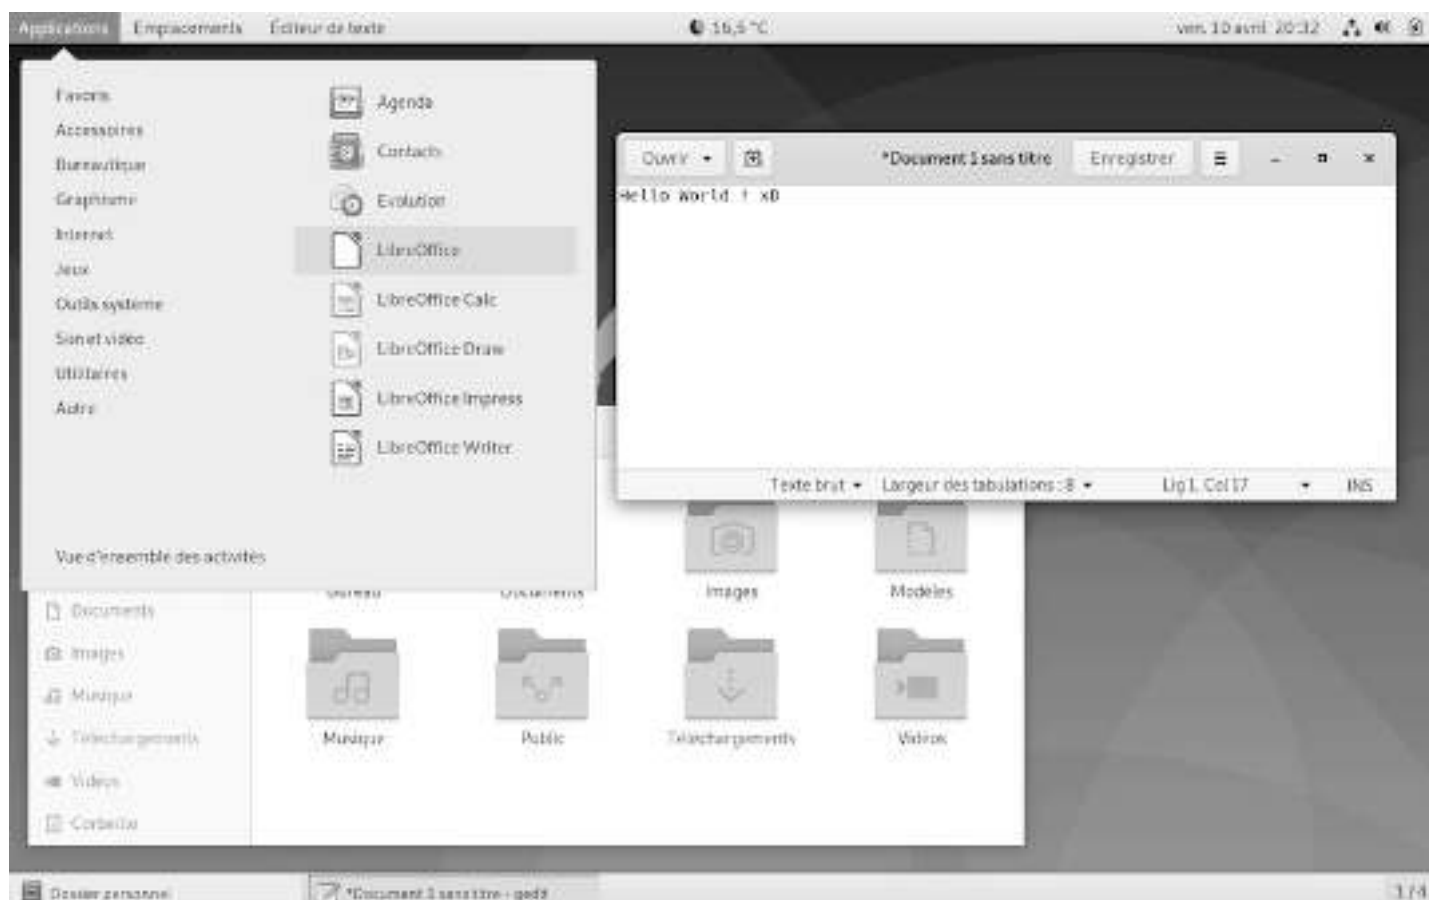 Applications Emplacements Éditeur de texte 16,5 °C ven. 10 avril 20:32
Favoris
Accessoires
Bureautique
Graphisme
Internet
Jeux
Outils système
Son et vidéo
Utilitaires
Autre
Vue d'ensemble des activités
Agenda
Contacts
Evolution
LibreOffice
LibreOffice Calc
LibreOffice Draw
LibreOffice Impress
LibreOffice Writer
Ouvrir *Document 1 sans titre Enregistrer
Hello World ! xD
Texte brut Largeur des tabulations : 8 Lig 1, Col 17 INS
Documents
Images
Musique
Téléchargements
Vidéos
Corbeille
Bureau Documents Images Modèles
Musique Public Téléchargements Vidéos
Dossier personnel *Document 1 sans titre - gedit 1 / 4